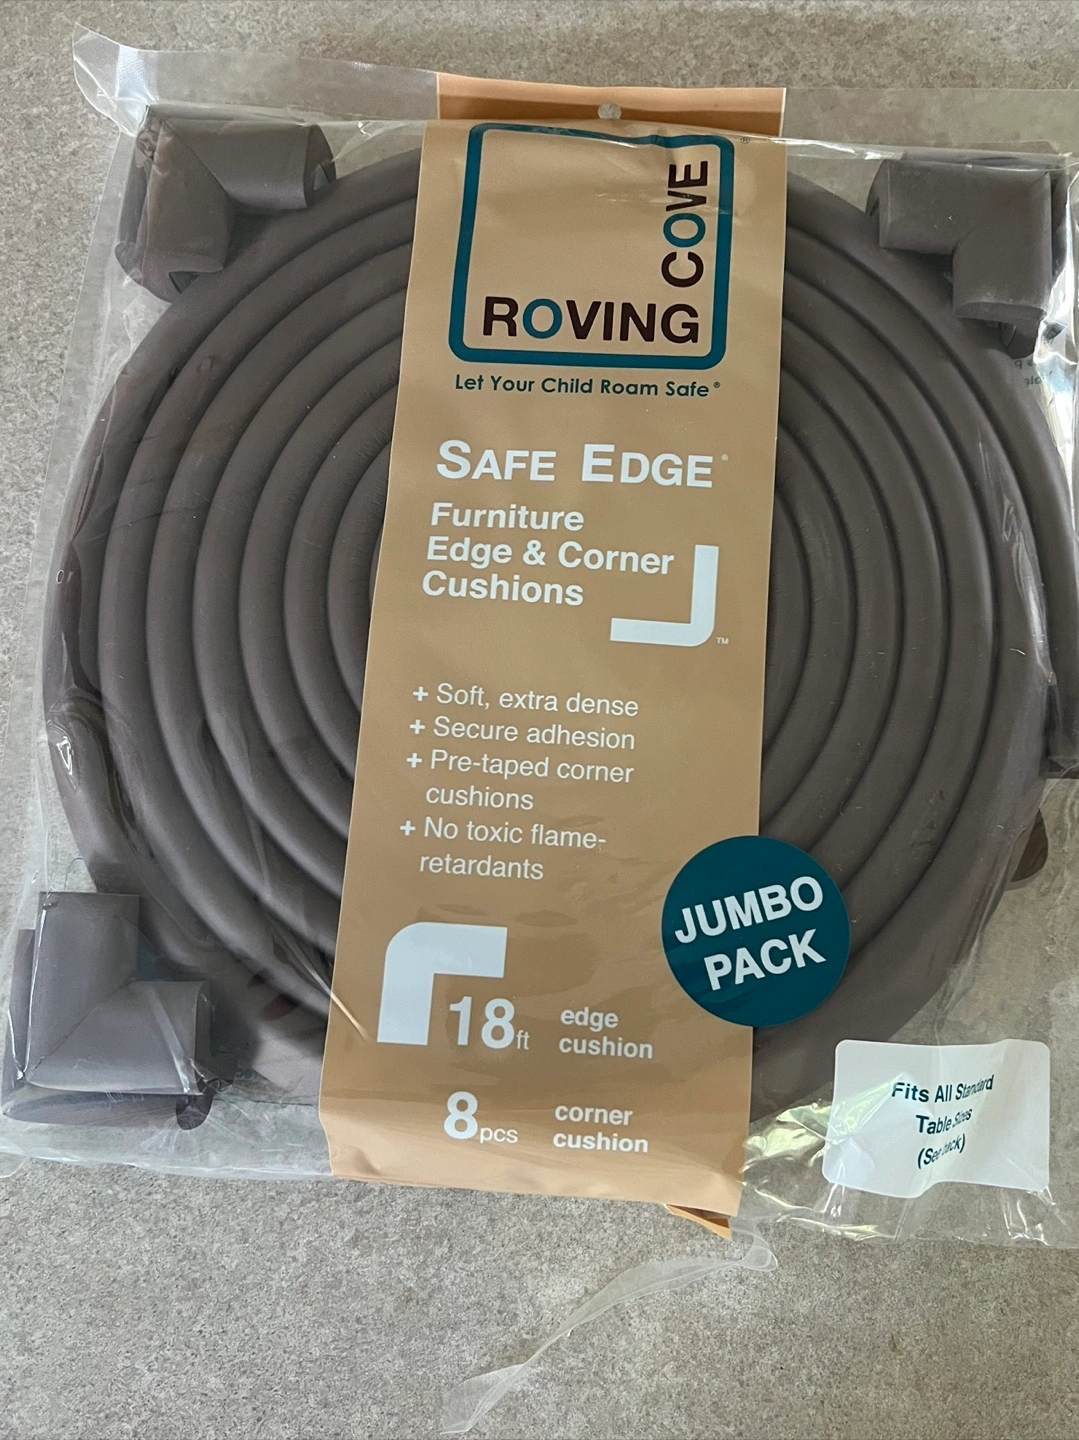 ROVING COVE ®
Let Your Child Roam Safe®
SAFE EDGE®
Furniture
Edge & Corner
Cushions
™
+ Soft, extra dense
+ Secure adhesion
+ Pre-taped corner
cushions
+ No toxic flame-
retardants
JUMBO
PACK
18ft edge
cushion
8pcs corner
cushion
Fits All Standard
Table Sizes
(See back)